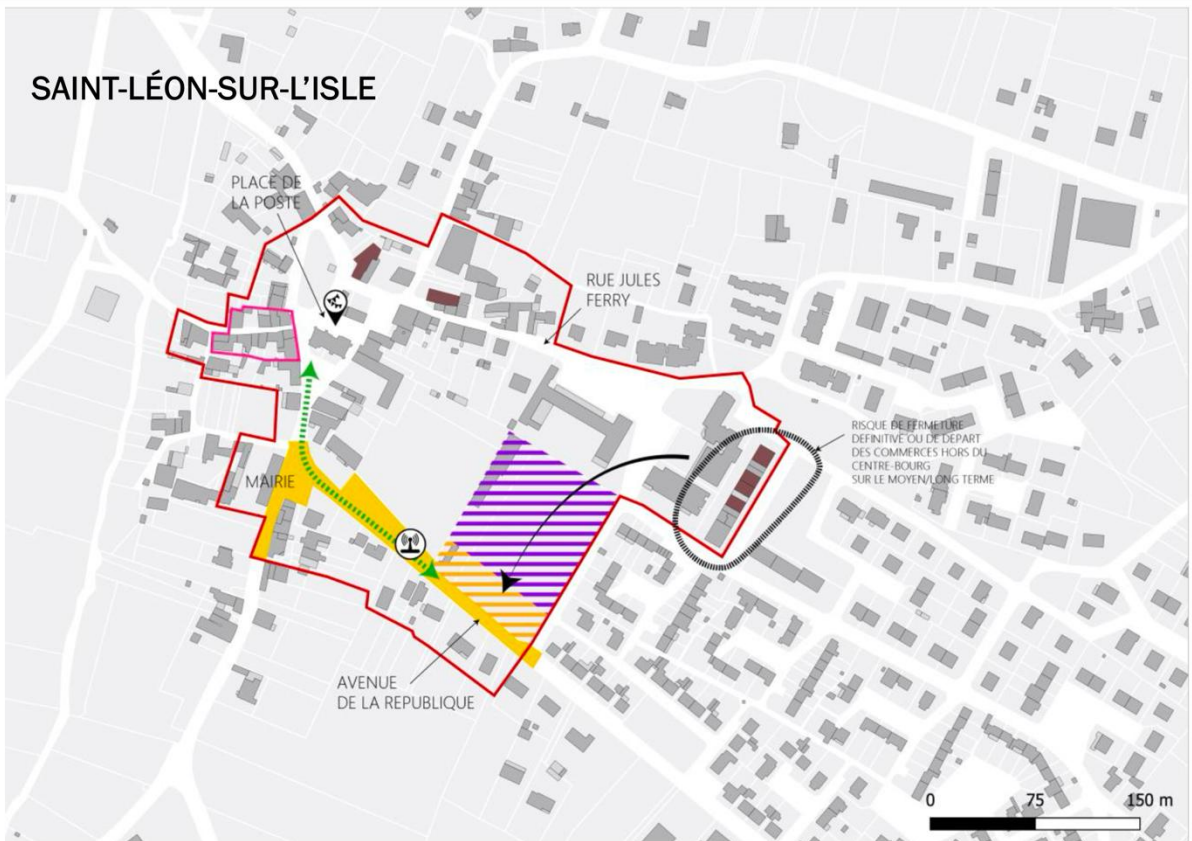 SAINT-LÉON-SUR-L'ISLE
PLACE DE
LA POSTE
RUE JULES
FERRY
RISQUE DE FERMETURE
DEFINITIVE OU DE DEPART
DES COMMERCES HORS DU
CENTRE-BOURG
SUR LE MOYEN/LONG TERME
MAIRIE
AVENUE
DE LA REPUBLIQUE
0 75 150 m